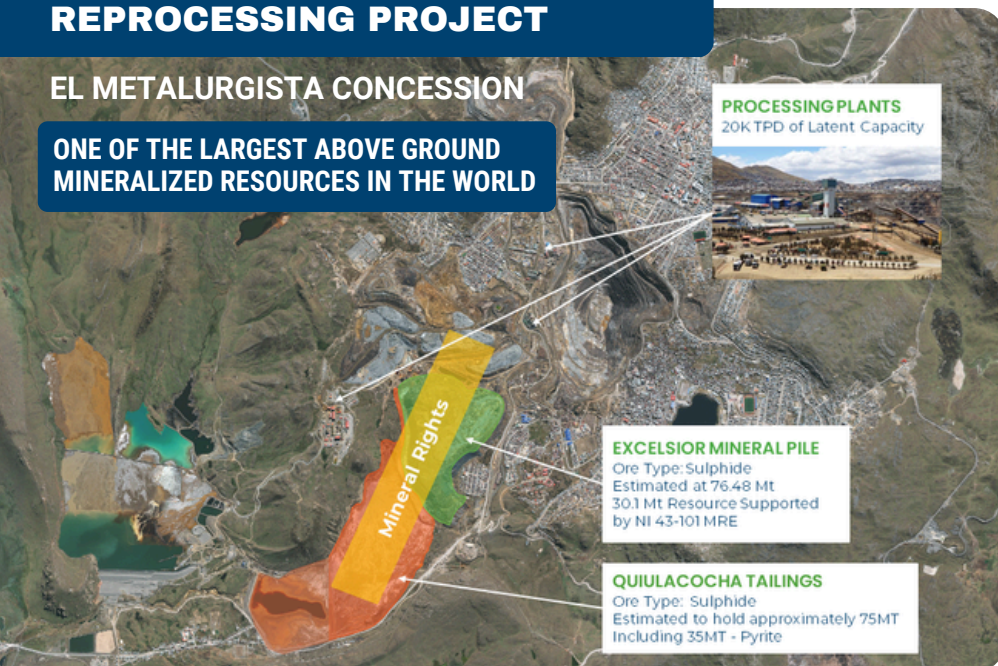 REPROCESSING PROJECT
EL METALURGISTA CONCESSION
ONE OF THE LARGEST ABOVE GROUND
MINERALIZED RESOURCES IN THE WORLD
PROCESSING PLANTS
20K TPD of Latent Capacity
Mineral Rights
EXCELSIOR MINERAL PILE
Ore Type: Sulphide
Estimated at 76.48 Mt
30.1 Mt Resource Supported
by NI 43-101 MRE
QUIULACOCHA TAILINGS
Ore Type: Sulphide
Estimated to hold approximately 75MT
Including 35MT - Pyrite